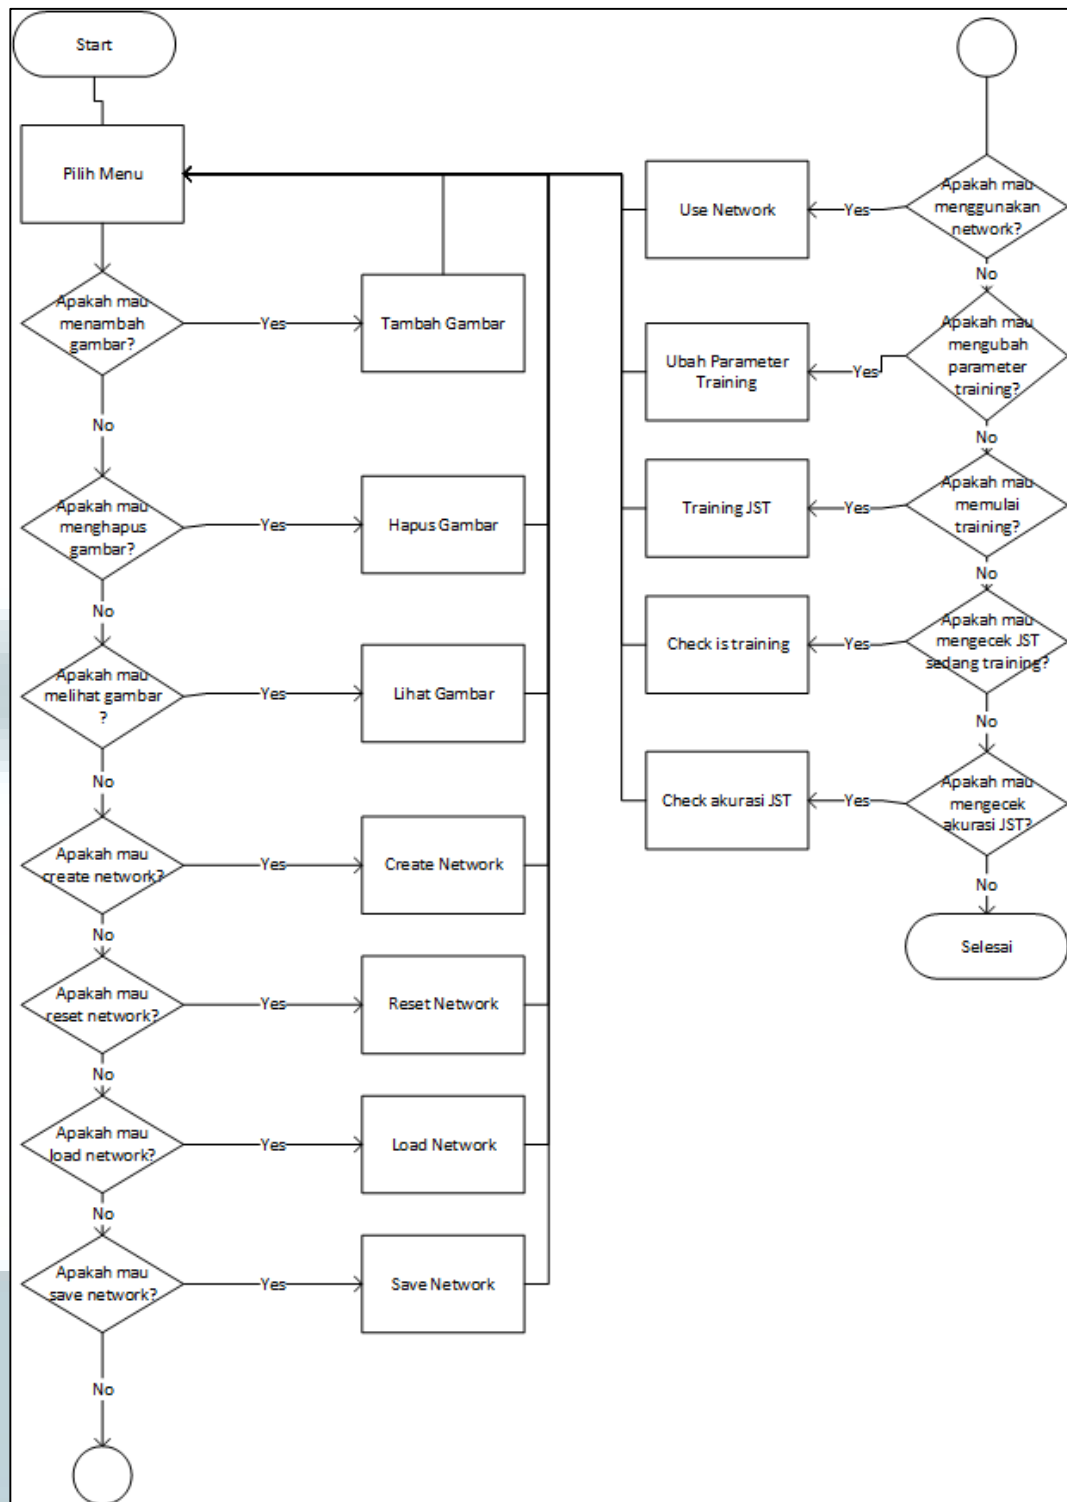 Start
Pilih Menu
Apakah mau
menambah
gambar?
Yes
Tambah Gambar
No
Apakah mau
menghapus
gambar?
Yes
Hapus Gambar
No
Apakah mau
melihat gambar
?
Yes
Lihat Gambar
No
Apakah mau
create network?
Yes
Create Network
No
Apakah mau
reset network?
Yes
Reset Network
No
Apakah mau
load network?
Yes
Load Network
No
Apakah mau
save network?
Yes
Save Network
No
Apakah mau
menggunakan
network?
Yes
Use Network
No
Apakah mau
mengubah
parameter
training?
Yes
Ubah Parameter
Training
No
Apakah mau
memulai
training?
Yes
Training JST
No
Apakah mau
mengecek JST
sedang training?
Yes
Check is training
No
Apakah mau
mengecek
akurasi JST?
Yes
Check akurasi JST
No
Selesai